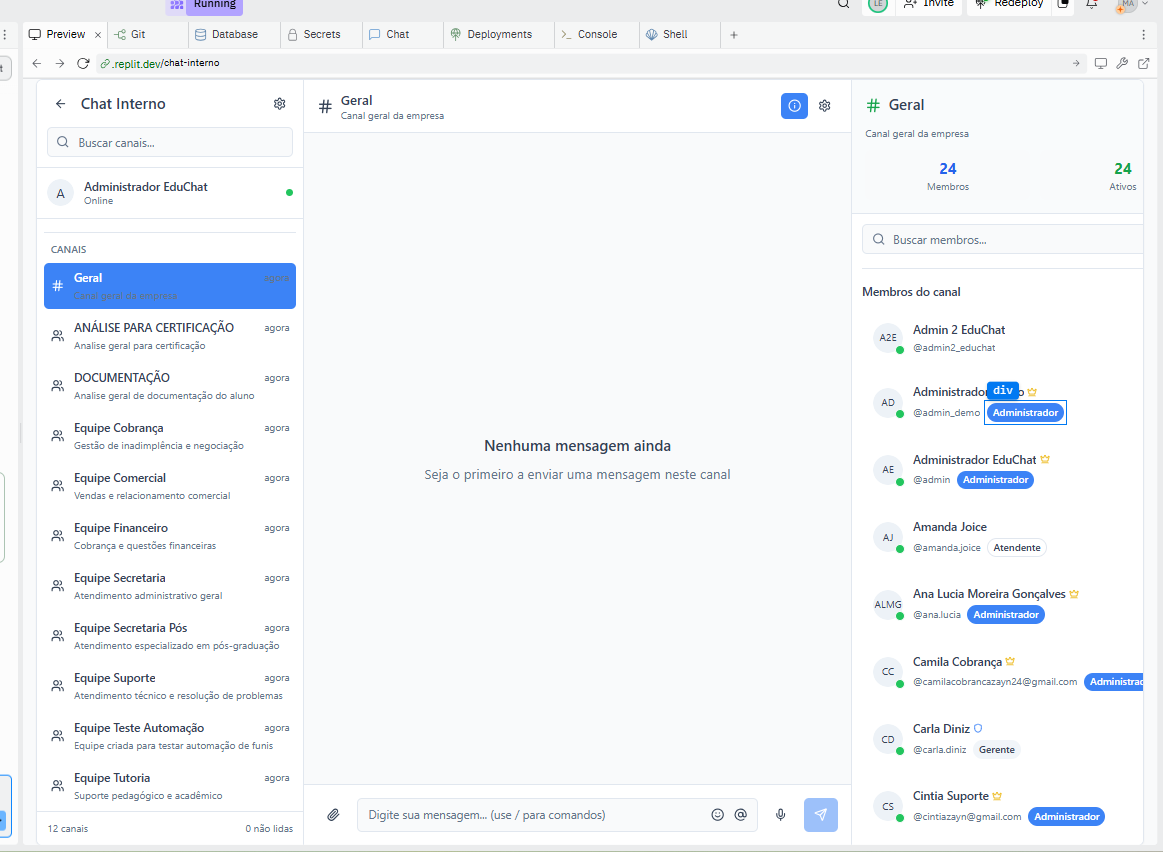 Running
LE
Invite
Redeploy
MA
Preview
Git
Database
Secrets
Chat
Deployments
Console
Shell
.replit.dev/chat-interno
Chat Interno
Buscar canais...
A
Administrador EduChat
Online
CANAIS
Geral
agora
Canal geral da empresa
ANÁLISE PARA CERTIFICAÇÃO
agora
Analise geral para certificação
DOCUMENTAÇÃO
agora
Analise geral de documentação do aluno
Equipe Cobrança
agora
Gestão de inadimplência e negociação
Equipe Comercial
agora
Vendas e relacionamento comercial
Equipe Financeiro
agora
Cobrança e questões financeiras
Equipe Secretaria
agora
Atendimento administrativo geral
Equipe Secretaria Pós
agora
Atendimento especializado em pós-graduação
Equipe Suporte
agora
Atendimento técnico e resolução de problemas
Equipe Teste Automação
agora
Equipe criada para testar automação de funis
Equipe Tutoria
agora
Suporte pedagógico e acadêmico
12 canais
0 não lidas
# Geral
Canal geral da empresa
Nenhuma mensagem ainda
Seja o primeiro a enviar uma mensagem neste canal
Digite sua mensagem... (use / para comandos)
# Geral
Canal geral da empresa
24
Membros
24
Ativos
Buscar membros...
Membros do canal
A2E
Admin 2 EduChat
@admin2_educhat
AD
Administrador
div
o
@admin_demo
Administrador
AE
Administrador EduChat
@admin
Administrador
AJ
Amanda Joice
@amanda.joice
Atendente
ALMG
Ana Lucia Moreira Gonçalves
@ana.lucia
Administrador
CC
Camila Cobrança
@camilacobrancazayn24@gmail.com
Administrad
CD
Carla Diniz
@carla.diniz
Gerente
CS
Cintia Suporte
@cintiazayn@gmail.com
Administrador